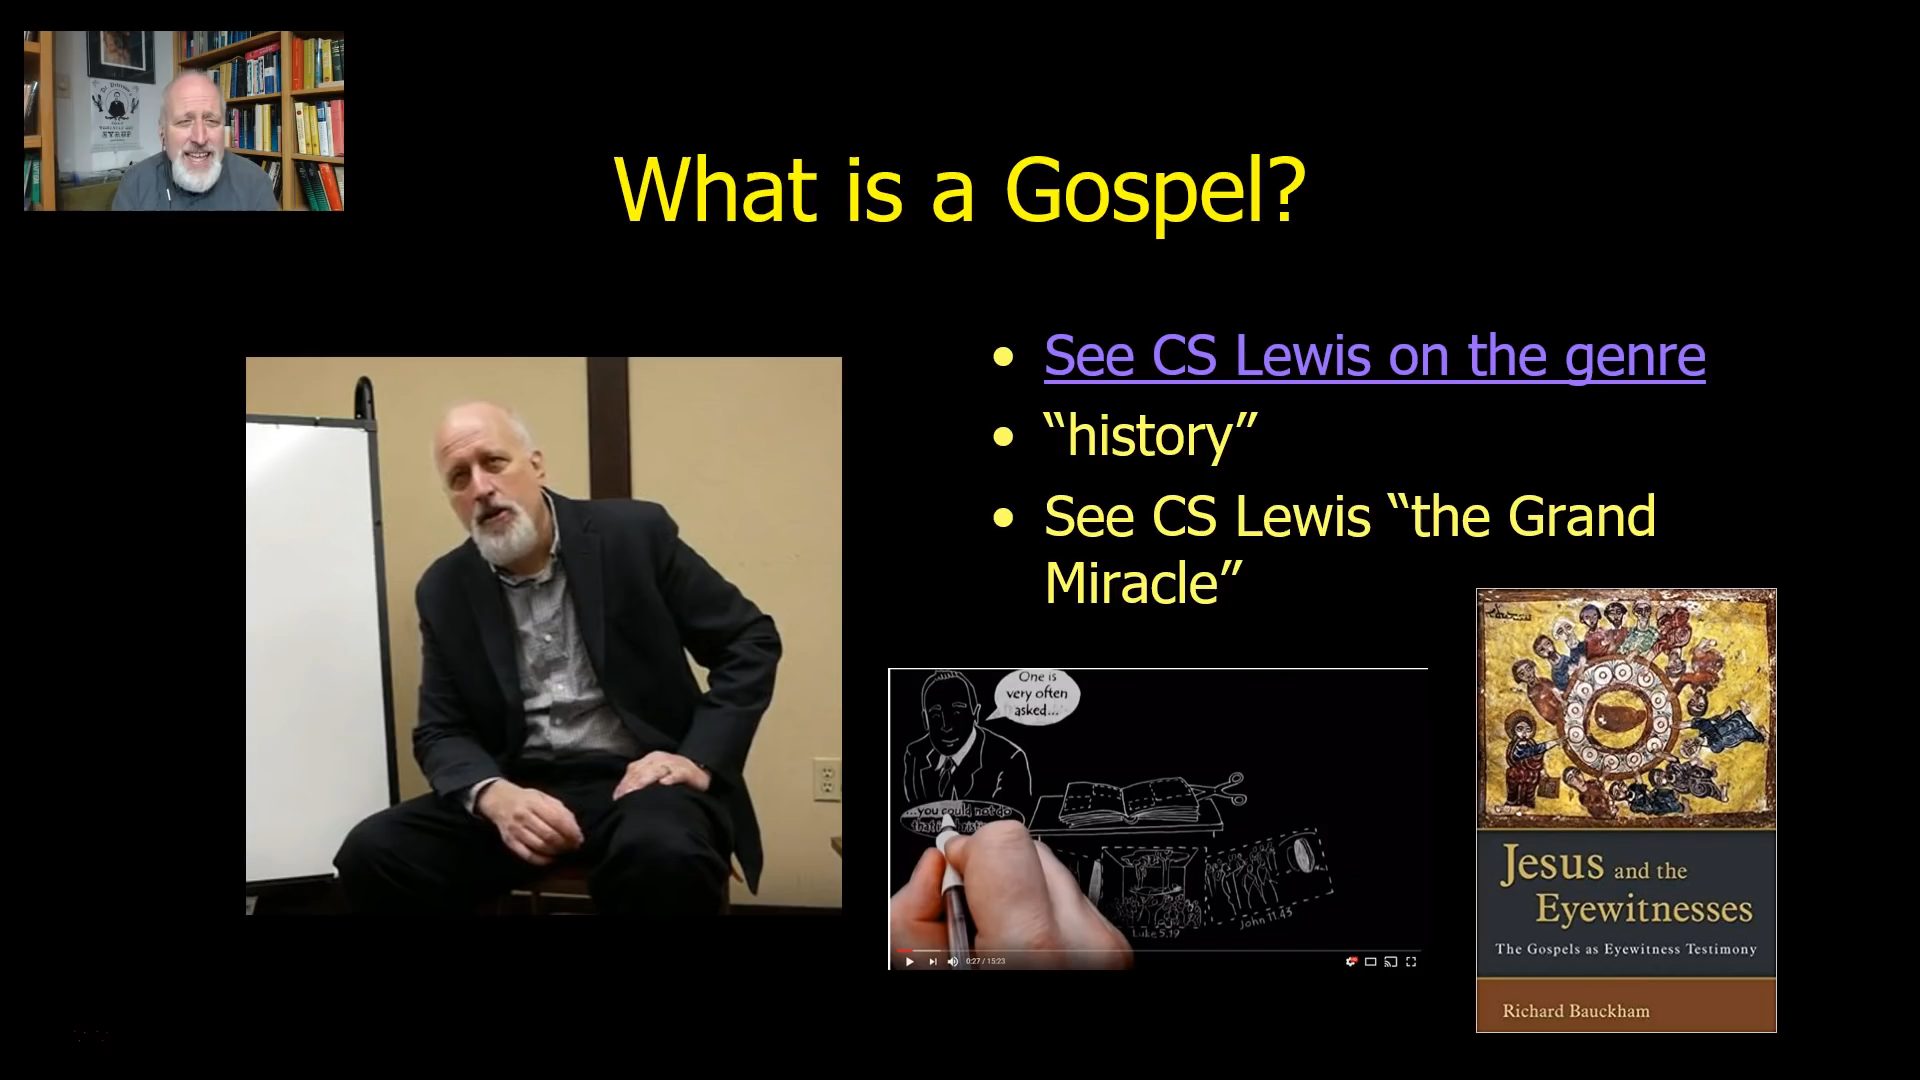 SYRUP
What is a Gospel?
• See CS Lewis on the genre
• “history”
• See CS Lewis “the Grand
Miracle”
One is
very often
asked...
...you could not do
that
Luke 5.19
John 11.43
0:27 / 15:23
Jesus and the
Eyewitnesses
The Gospels as Eyewitness Testimony
Richard Bauckham